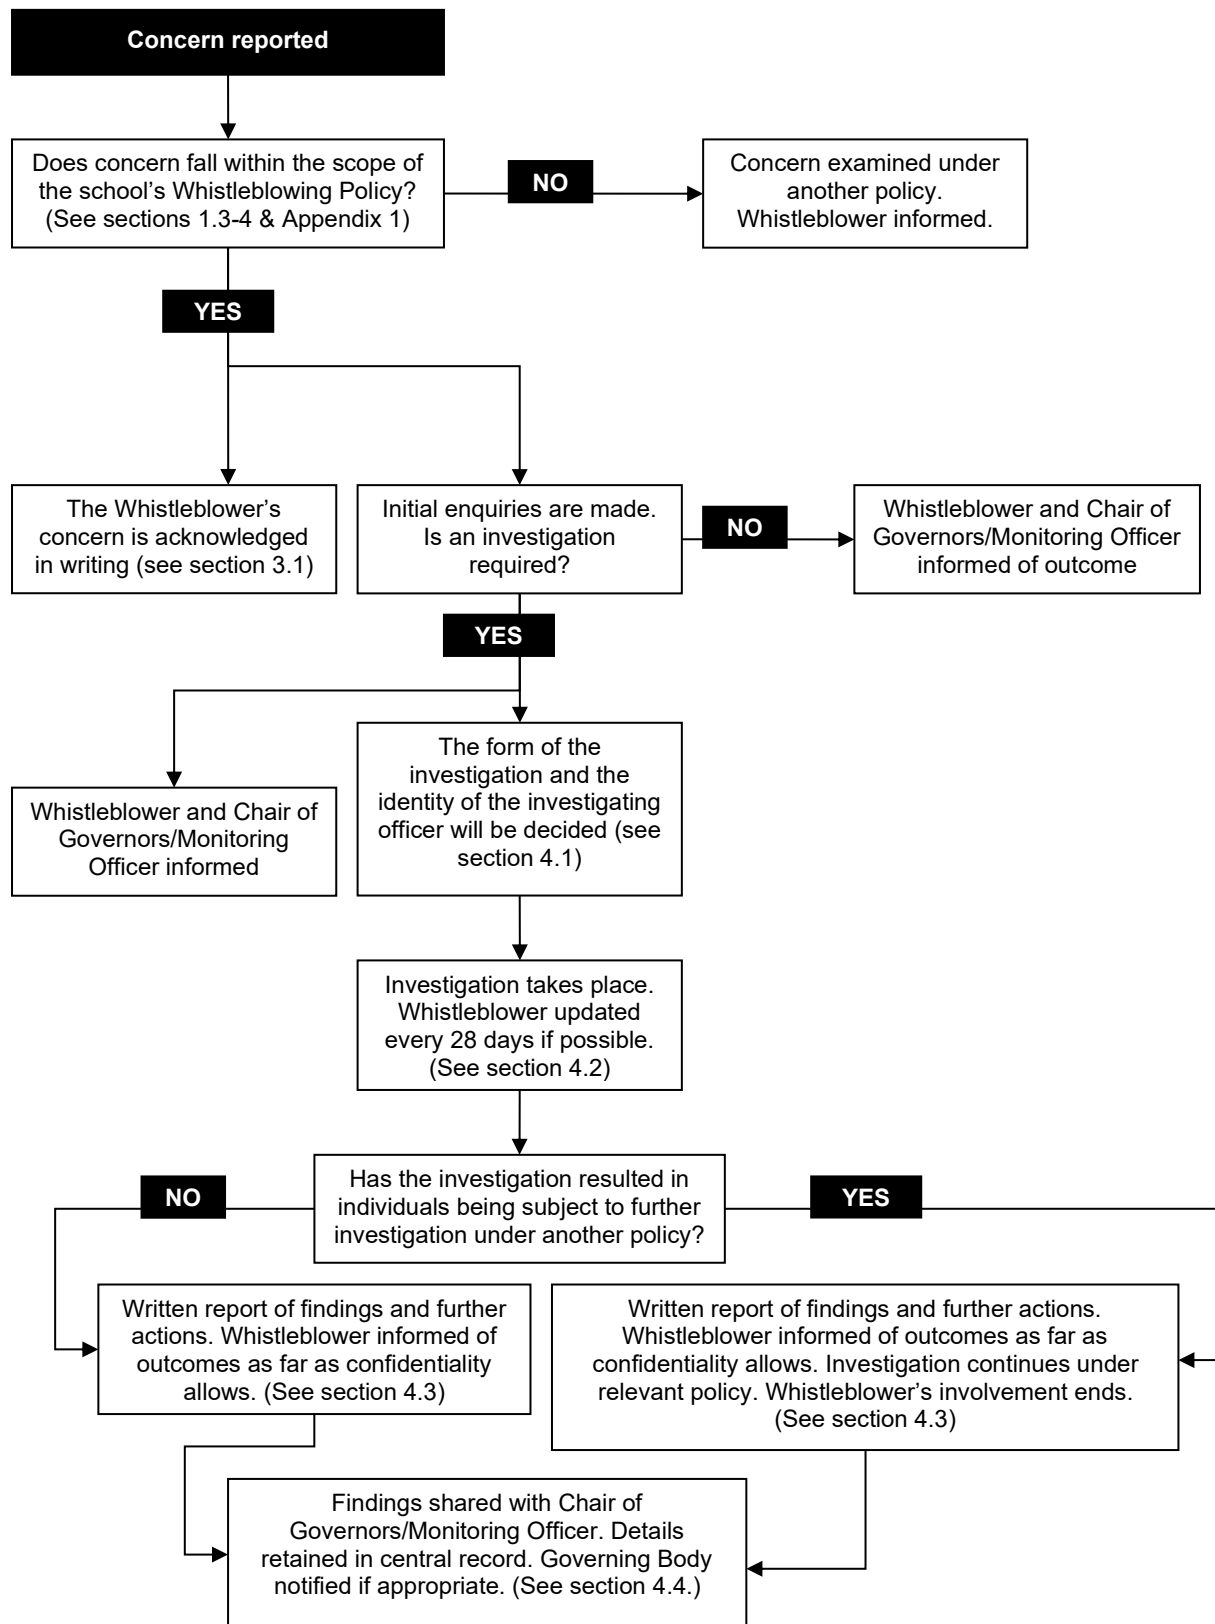 Concern reported
Does concern fall within the scope of
the school’s Whistleblowing Policy?
(See sections 1.3-4 & Appendix 1)
NO
Concern examined under
another policy.
Whistleblower informed.
YES
The Whistleblower’s
concern is acknowledged
in writing (see section 3.1)
Initial enquiries are made.
Is an investigation
required?
NO
Whistleblower and Chair of
Governors/Monitoring Officer
informed of outcome
YES
The form of the
investigation and the
identity of the investigating
officer will be decided (see
section 4.1)
Whistleblower and Chair of
Governors/Monitoring
Officer informed
Investigation takes place.
Whistleblower updated
every 28 days if possible.
(See section 4.2)
NO
Has the investigation resulted in
individuals being subject to further
investigation under another policy?
YES
Written report of findings and further
actions. Whistleblower informed of
outcomes as far as confidentiality
allows. (See section 4.3)
Written report of findings and further actions.
Whistleblower informed of outcomes as far as
confidentiality allows. Investigation continues under
relevant policy. Whistleblower’s involvement ends.
(See section 4.3)
Findings shared with Chair of
Governors/Monitoring Officer. Details
retained in central record. Governing Body
notified if appropriate. (See section 4.4.)